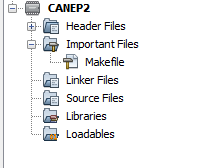 CANEP2
Header Files
Important Files
Makefile
Linker Files
Source Files
Libraries
Loadables